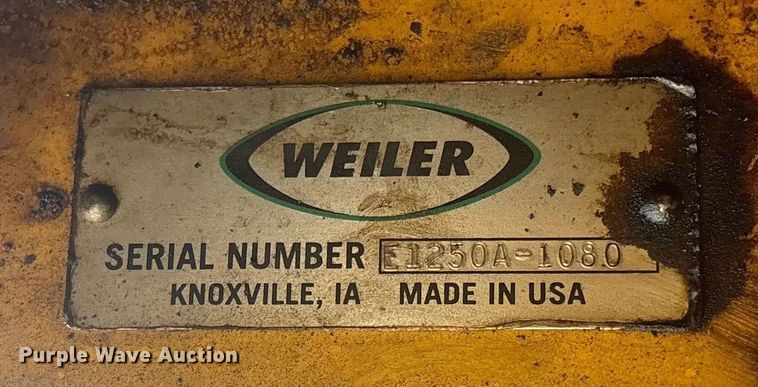 WEILER
SERIAL NUMBER E1250A-1080
KNOXVILLE, IA MADE IN USA
Purple Wave Auction